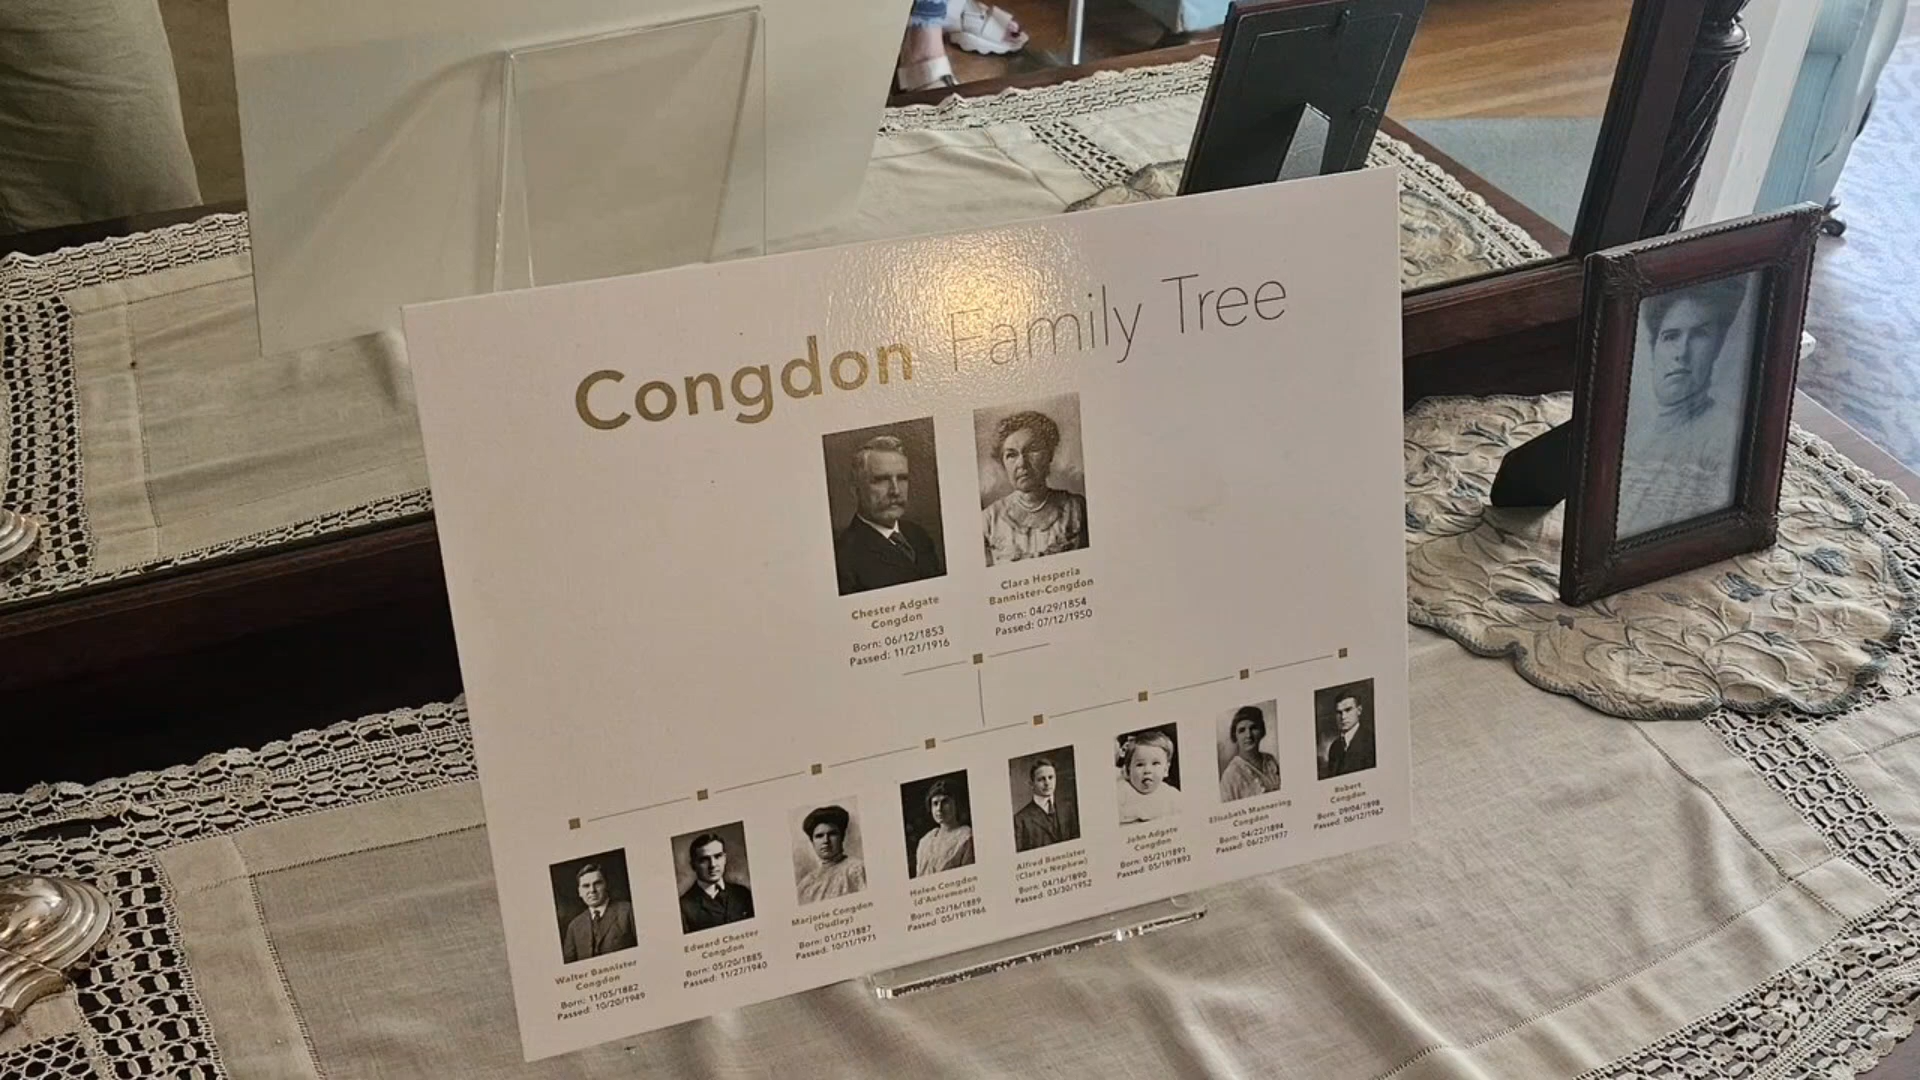 Congdon Family Tree
Chester Adgate
Congdon
Born: 06/12/1853
Passed: 11/21/1916
Clara Hesperia
Bannister-Congdon
Born: 04/29/1854
Passed: 07/12/1950
Walter Bannister
Congdon
Born: 11/05/1882
Passed: 10/20/1949
Edward Chester
Congdon
Born: 05/20/1885
Passed: 11/27/1940
Marjorie Congdon
(Dudley)
Born: 01/12/1887
Passed: 10/11/1971
Helen Congdon
(d'Autremont)
Born: 02/16/1889
Passed: 05/19/1966
Alfred Bannister
(Clara's Nephew)
Born: 04/16/1890
Passed: 03/30/1952
John Adgate
Congdon
Born: 05/21/1891
Passed: 05/19/1893
Elisabeth Mannering
Congdon
Born: 04/22/1894
Passed: 06/27/1977
Robert
Congdon
Born: 09/04/1898
Passed: 06/12/1967